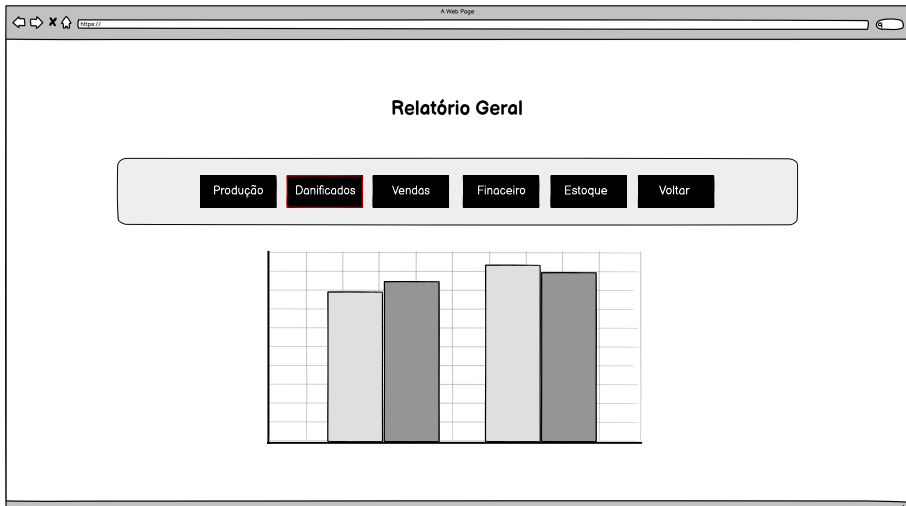 A Web Page
https://
Relatório Geral
Produção Danificados Vendas Finaceiro Estoque Voltar